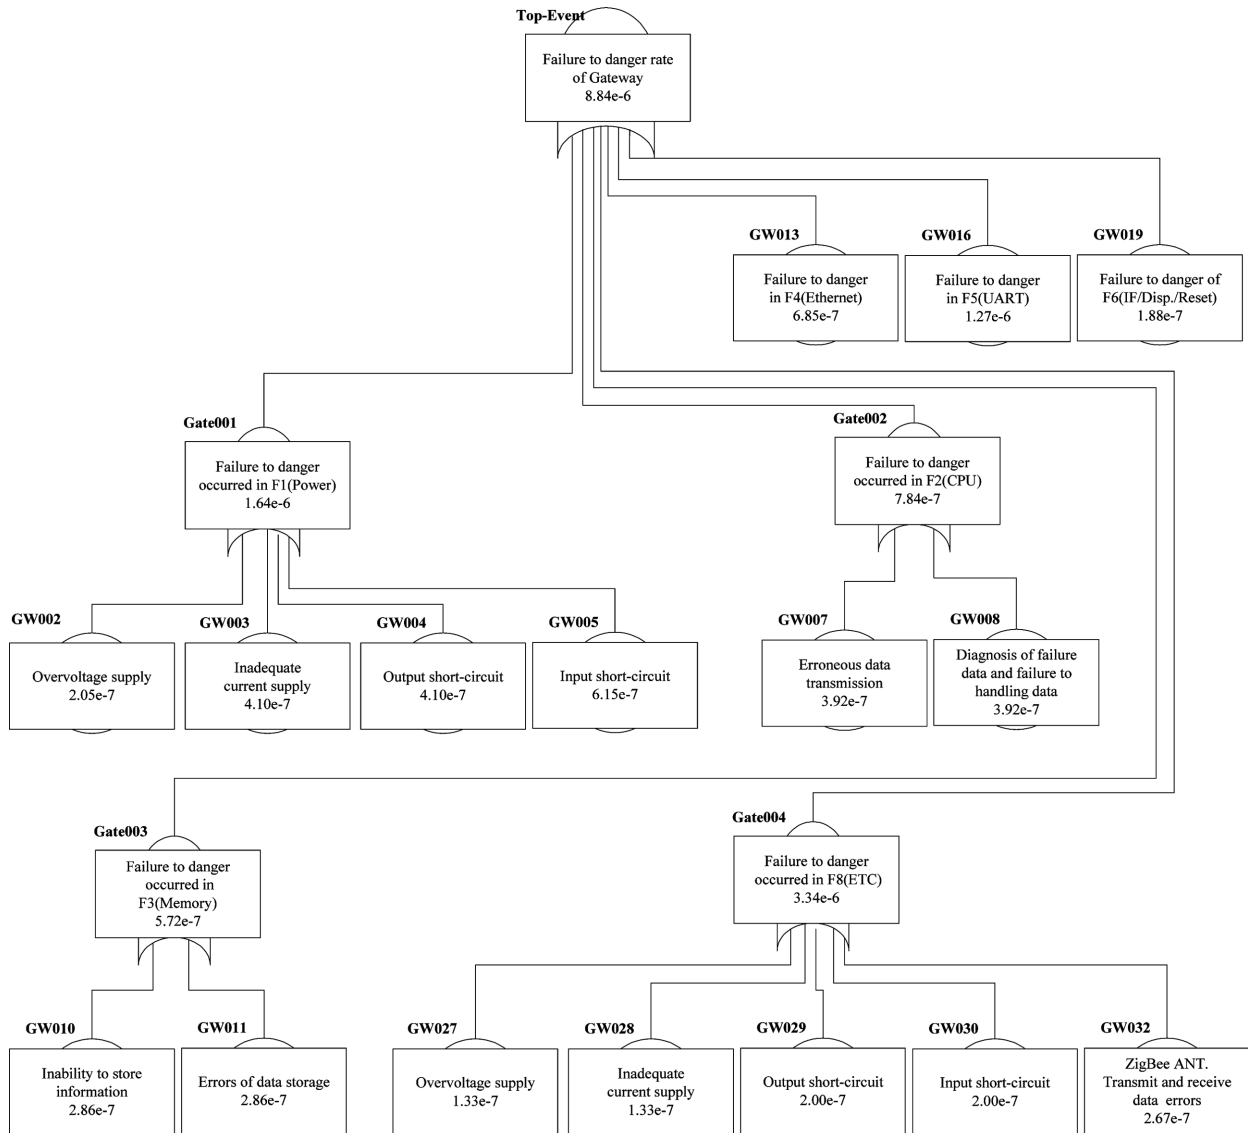 Top-Event
Failure to danger rate
of Gateway
8.84e-6
GW013
Failure to danger
in F4(Ethernet)
6.85e-7
GW016
Failure to danger
in F5(UART)
1.27e-6
GW019
Failure to danger of
F6(IF/Disp./Reset)
1.88e-7
Gate001
Failure to danger
occurred in F1(Power)
1.64e-6
Gate002
Failure to danger
occurred in F2(CPU)
7.84e-7
GW002
Overvoltage supply
2.05e-7
GW003
Inadequate
current supply
4.10e-7
GW004
Output short-circuit
4.10e-7
GW005
Input short-circuit
6.15e-7
GW007
Erroneous data
transmission
3.92e-7
GW008
Diagnosis of failure
data and failure to
handling data
3.92e-7
Gate003
Failure to danger
occurred in
F3(Memory)
5.72e-7
Gate004
Failure to danger
occurred in F8(ETC)
3.34e-6
GW010
Inability to store
information
2.86e-7
GW011
Errors of data storage
2.86e-7
GW027
Overvoltage supply
1.33e-7
GW028
Inadequate
current supply
1.33e-7
GW029
Output short-circuit
2.00e-7
GW030
Input short-circuit
2.00e-7
GW032
ZigBee ANT.
Transmit and receive
data errors
2.67e-7